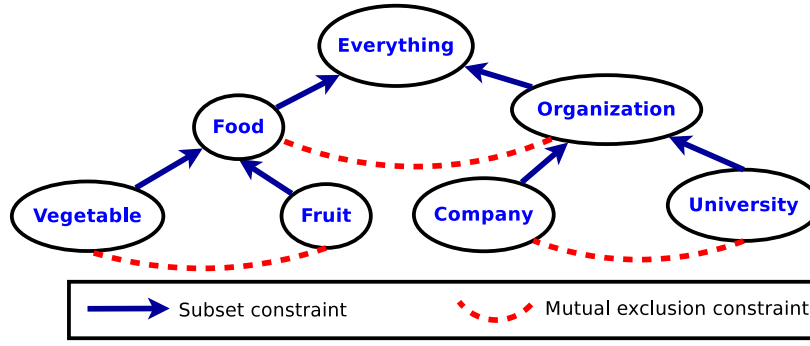 Everything
Food
Organization
Vegetable
Fruit
Company
University
Subset constraint
Mutual exclusion constraint